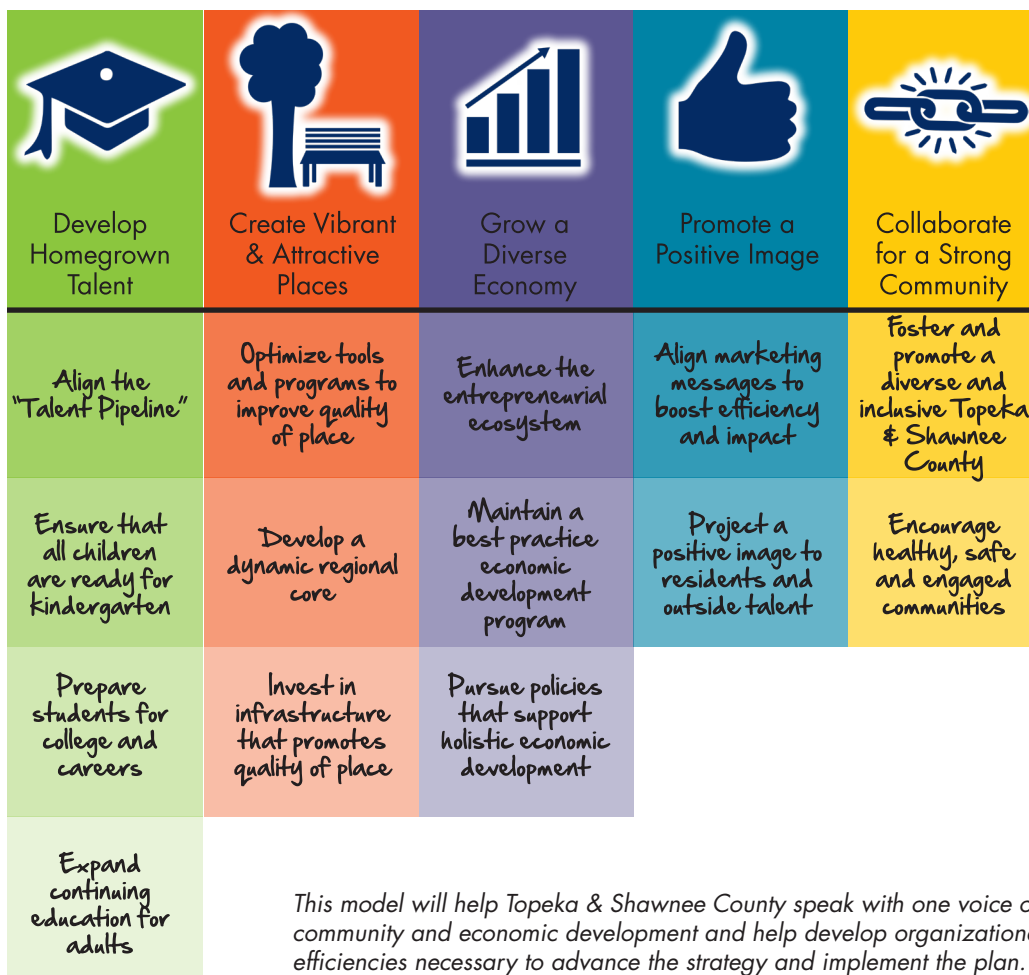 Develop
Homegrown
Talent
Create Vibrant
& Attractive
Places
Grow a
Diverse
Economy
Promote a
Positive Image
Collaborate
for a Strong
Community
Align the
"Talent Pipeline"
Optimize tools
and programs to
improve quality
of place
Enhance the
entrepreneurial
ecosystem
Align marketing
messages to
boost efficiency
and impact
Foster and
promote a
diverse and
inclusive Topeka
& Shawnee
County
Ensure that
all children
are ready for
kindergarten
Develop a
dynamic regional
core
Maintain a
best practice
economic
development
program
Project a
positive image to
residents and
outside talent
Encourage
healthy, safe
and engaged
communities
Prepare
students for
college and
careers
Invest in
infrastructure
that promotes
quality of place
Pursue policies
that support
holistic economic
development
Expand
continuing
education for
adults
This model will help Topeka & Shawnee County speak with one voice
community and economic development and help develop
efficiencies necessary to advance the strategy and implement the plan.